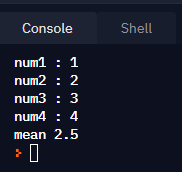 Console Shell
num1 : 1
num2 : 2
num3 : 3
num4 : 4
mean 2.5
>